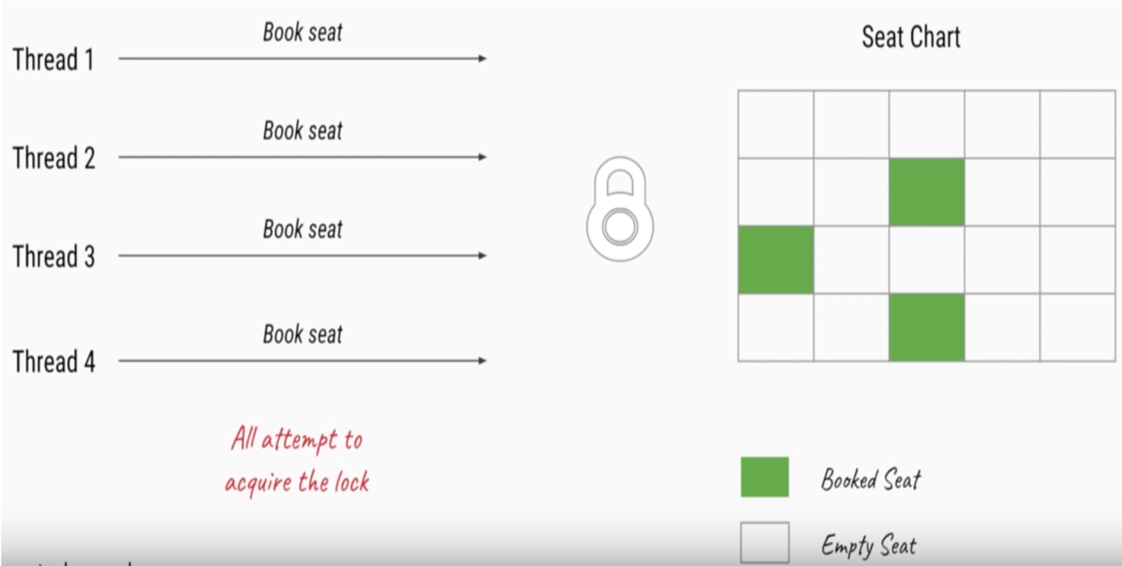 Book seat
Thread 1
Book seat
Thread 2
Book seat
Thread 3
Book seat
Thread 4
All attempt to
acquire the lock
Seat Chart
Booked Seat
Empty Seat